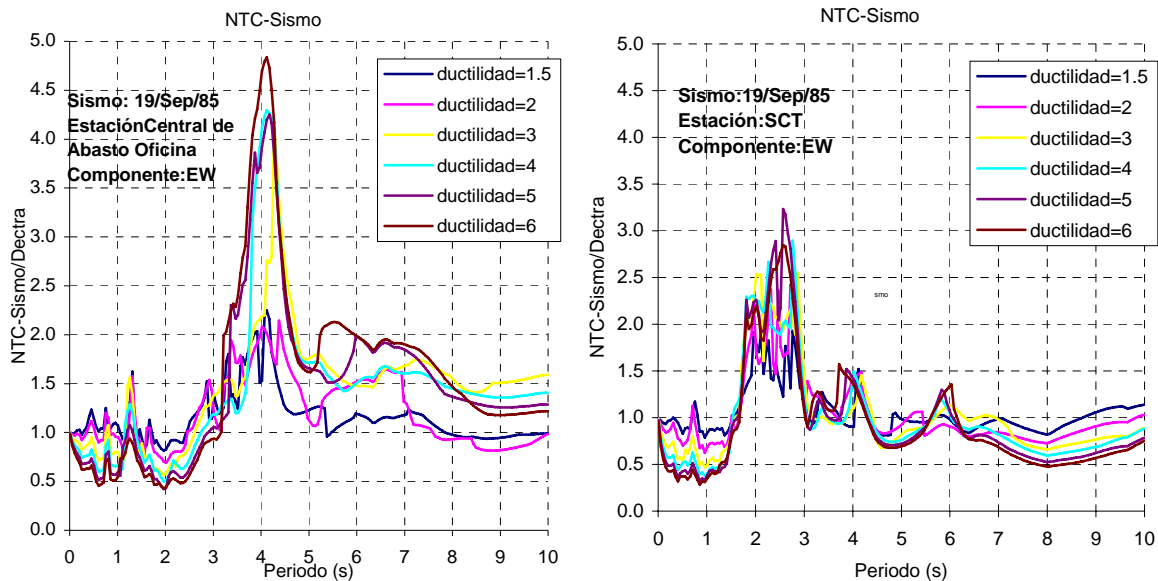 NTC-Sismo
5.0
4.5
4.0
3.5
3.0
2.5
2.0
1.5
1.0
0.5
0.0
NTC-Sismo/Dectra
Sismo: 19/Sep/85
EstaciónCentral de
Abasto Oficina
Componente:EW
ductilidad=1.5
ductilidad=2
ductilidad=3
ductilidad=4
ductilidad=5
ductilidad=6
0 1 2 3 4 5 6 7 8 9 10
Periodo (s)
NTC-Sismo
5.0
4.5
4.0
3.5
3.0
2.5
2.0
1.5
1.0
0.5
0.0
NTC-Sismo/Dectra
Sismo:19/Sep/85
Estación:SCT
Componente:EW
ductilidad=1.5
ductilidad=2
ductilidad=3
ductilidad=4
ductilidad=5
ductilidad=6
smo
0 1 2 3 4 5 6 7 8 9 10
Periodo (s)